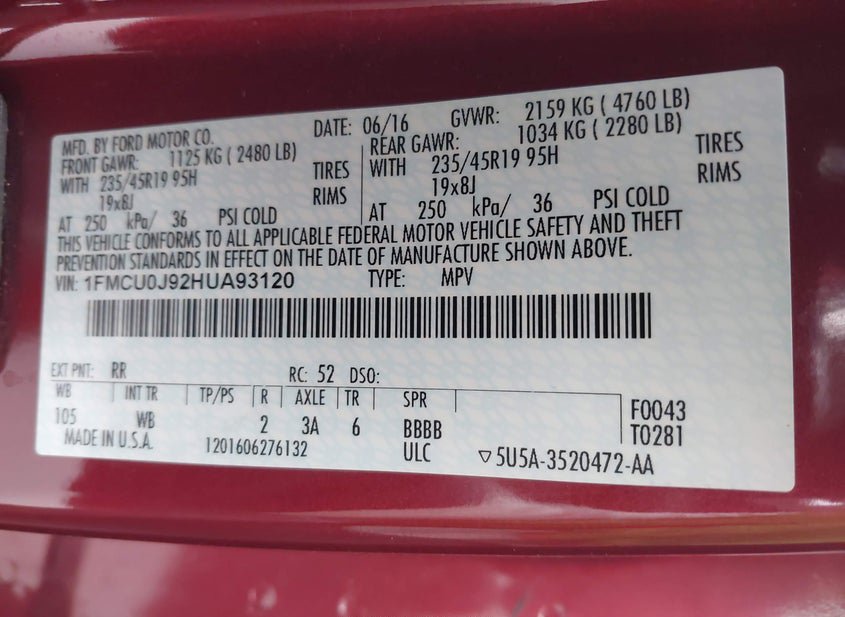 MFD. BY FORD MOTOR CO.
DATE: 06/16 GVWR: 2159 KG ( 4760 LB)
FRONT GAWR: 1125 KG ( 2480 LB)
WITH 235/45R19 95H TIRES
19x8J RIMS
AT 250 kPa/ 36 PSI COLD
REAR GAWR: 1034 KG ( 2280 LB)
WITH 235/45R19 95H TIRES
19x8J RIMS
AT 250 kPa/ 36 PSI COLD
THIS VEHICLE CONFORMS TO ALL APPLICABLE FEDERAL MOTOR VEHICLE SAFETY AND THEFT
PREVENTION STANDARDS IN EFFECT ON THE DATE OF MANUFACTURE SHOWN ABOVE.
VIN: 1FMCU0J92HUA93120 TYPE: MPV
EXT PNT: RR RC: 52 DSO:
WB INT TR TP/PS R AXLE TR SPR
105 WB 2 3A 6 BBBB
F0043
T0281
MADE IN U.S.A. 1201606276132 ULC ▽5U5A-3520472-AA